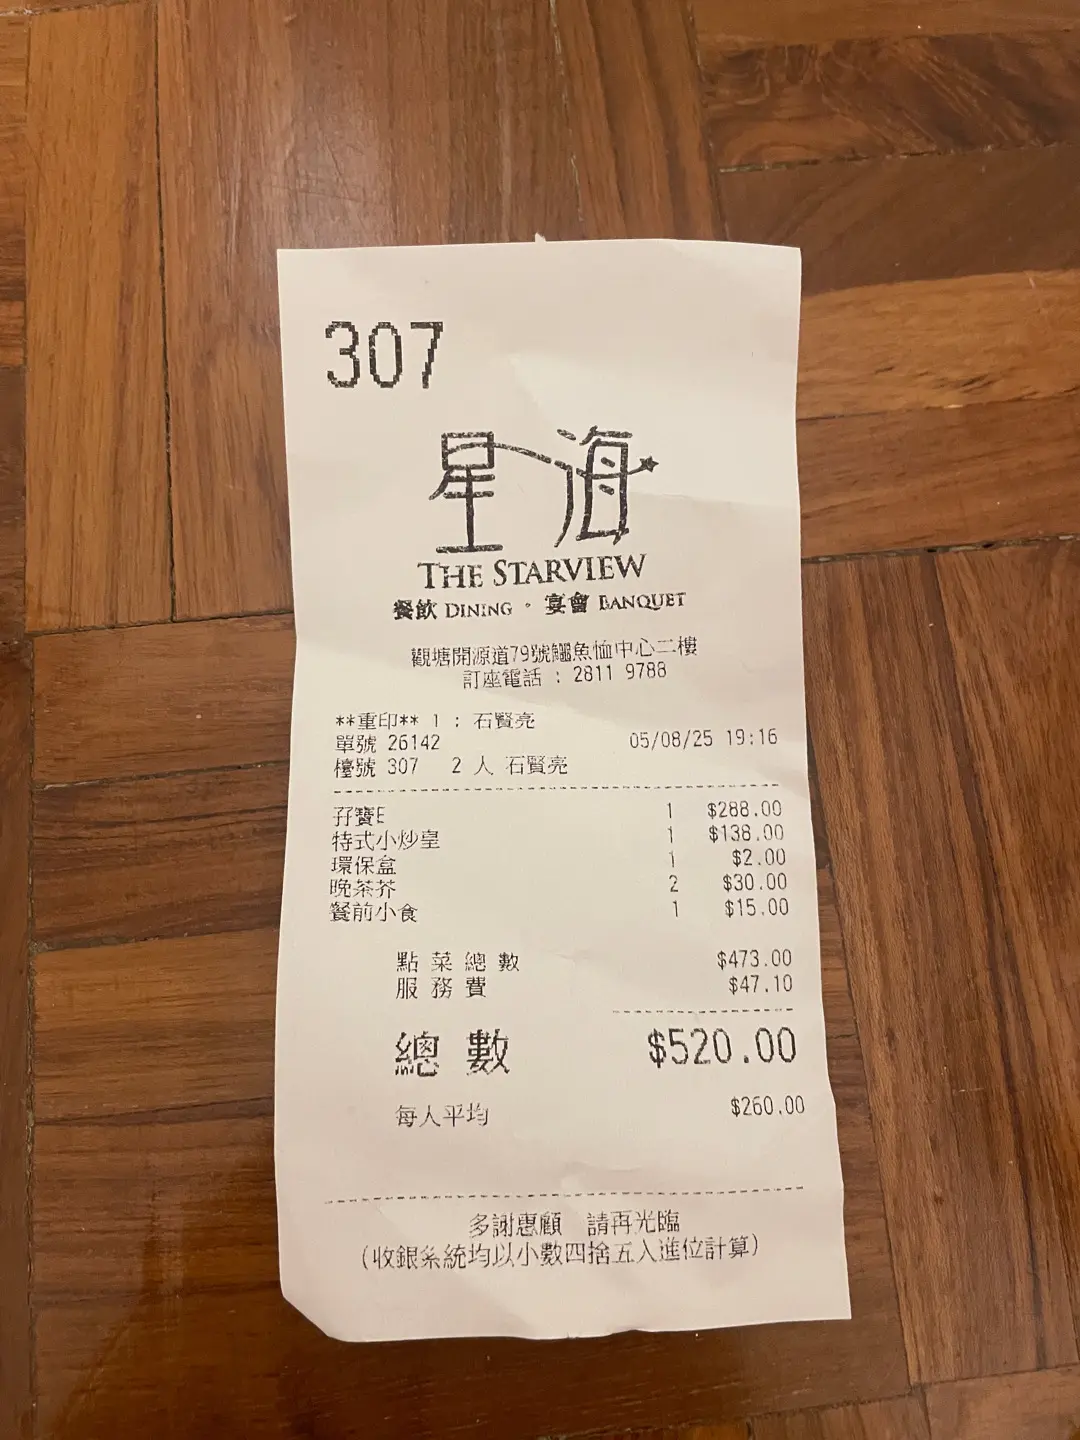 307
星海
THE STARVIEW
餐飲 DINING • 宴會 BANQUET
觀塘開源道79號鱷魚恤中心二樓
訂座電話 : 2811 9788
**重印** 1 : 石賢亮
單號 26142 05/08/25 19:16
檯號 307 2 人 石賢亮
孖寶E 1 $288.00
特式小炒皇 1 $138.00
環保盒 1 $2.00
晚茶芥 2 $30.00
餐前小食 1 $15.00
點菜總數 $473.00
服務費 $47.10
總數 $520.00
每人平均 $260.00
多謝惠顧 請再光臨
(收銀系統均以小數四捨五入進位計算)